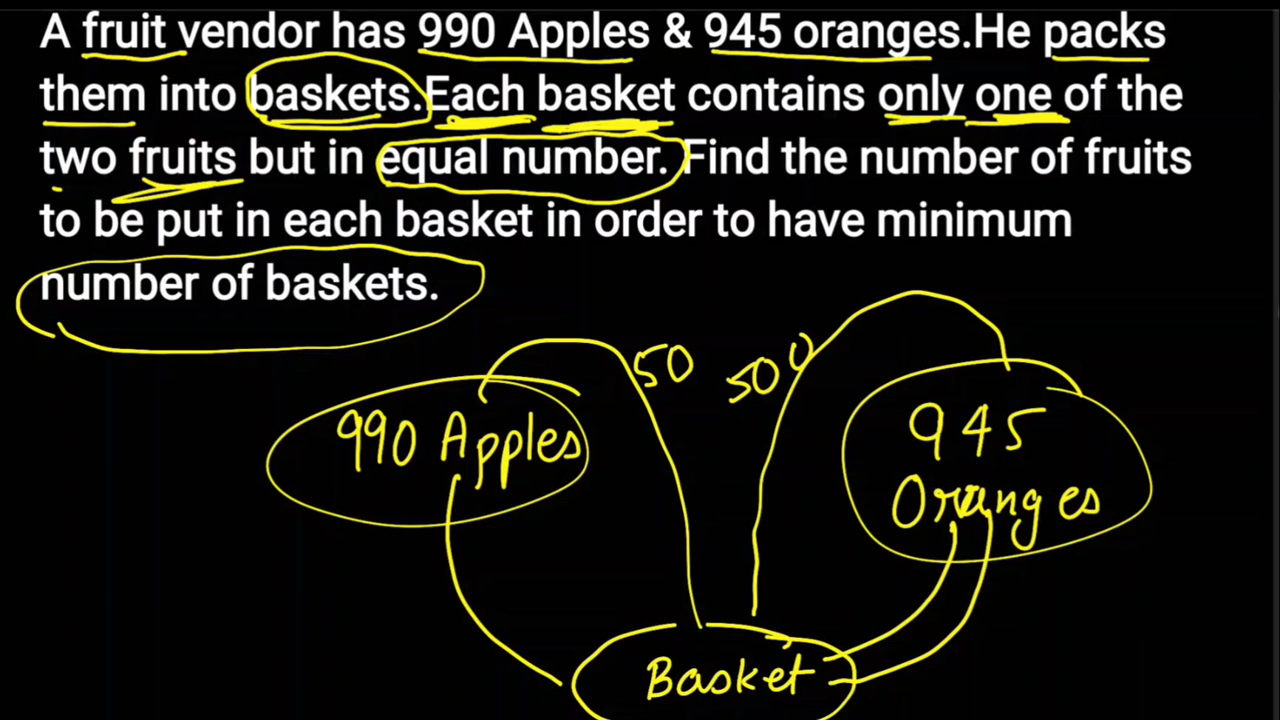 A fruit vendor has 990 Apples & 945 oranges.He packs
them into baskets.Each basket contains only one of the
two fruits but in equal number. Find the number of fruits
to be put in each basket in order to have minimum
number of baskets.
50 500
990 Apples 945
Oranges
Basket